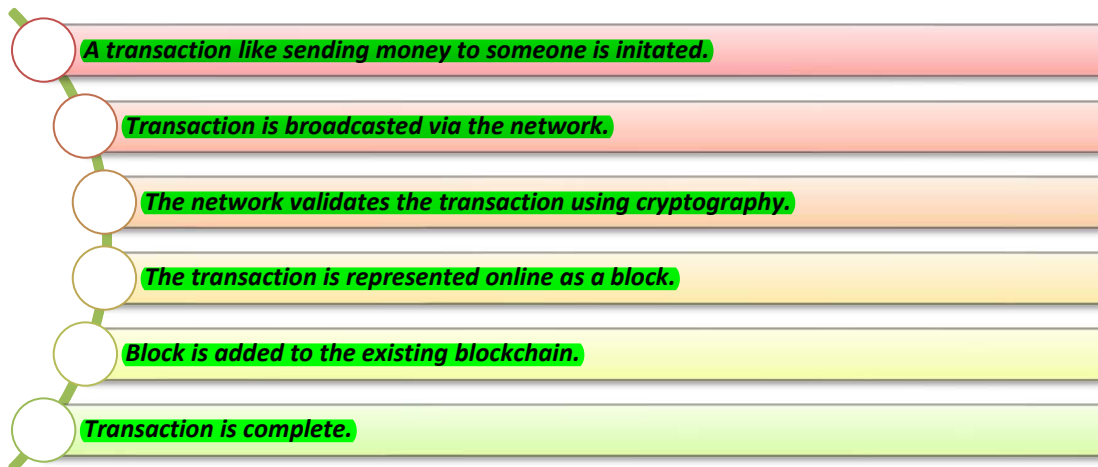 A transaction like sending money to someone is initated.
Transaction is broadcasted via the network.
The network validates the transaction using cryptography.
The transaction is represented online as a block.
Block is added to the existing blockchain.
Transaction is complete.